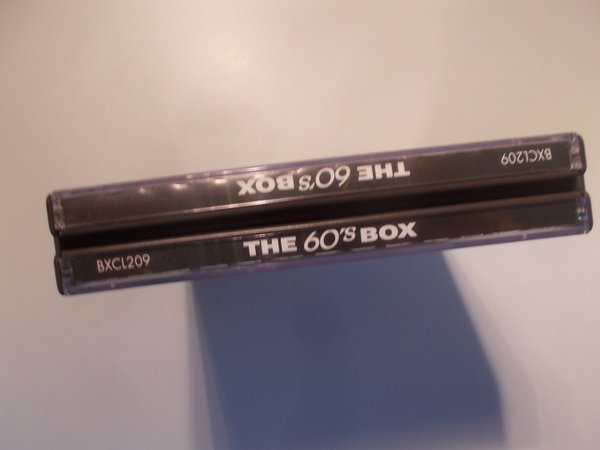 THE 60'S BOX
BXCL209
BXCL209
THE 60'S BOX